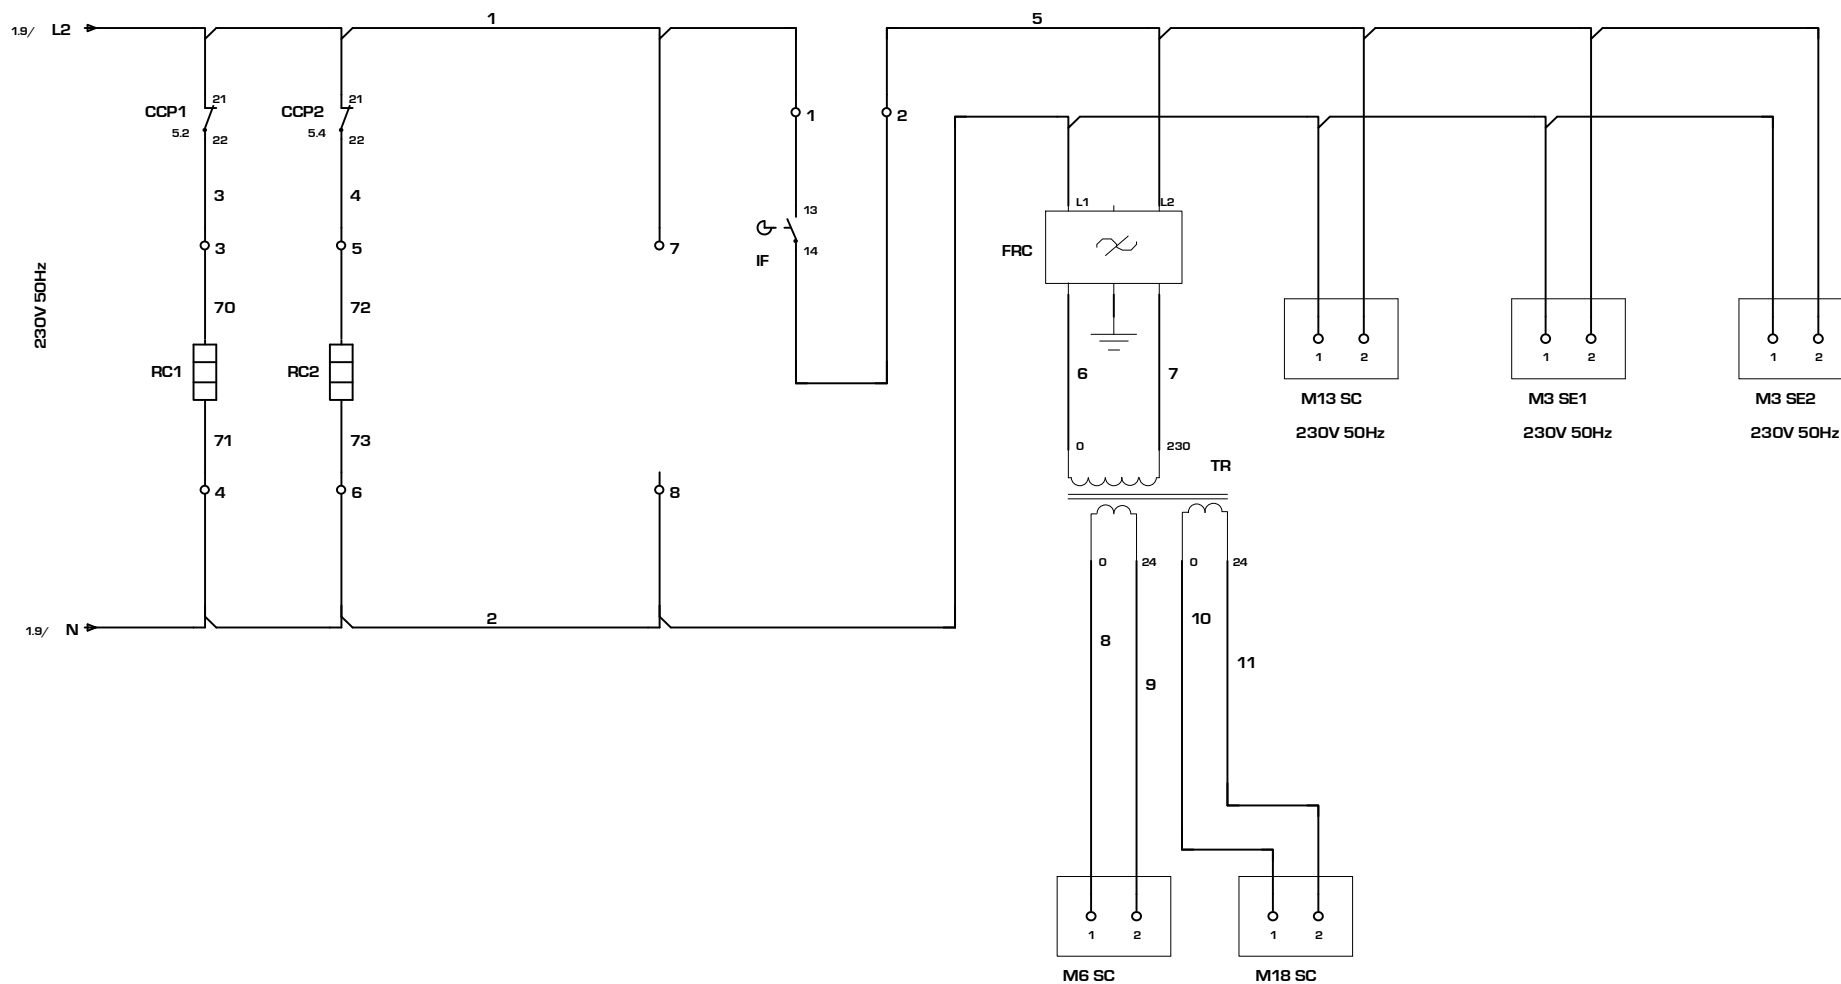 1 5
1.9/ L2
21 21
CCP1 CCP2
1 2
5.2 22 5.4 22
3 4
L1 L2
13
3 5 7 14 FRC
IF
230V 50Hz
70 72
1 2 1 2 1 2
RC1 RC2 6 7
M13 SC M3 SE1 M3 SE2
230V 50Hz 230V 50Hz 230V 50Hz
71 73 0 230
TR
4 6 8
0 24 0 24
2 10
1.9/ N
8
11
9
1 2 1 2
M6 SC M18 SC